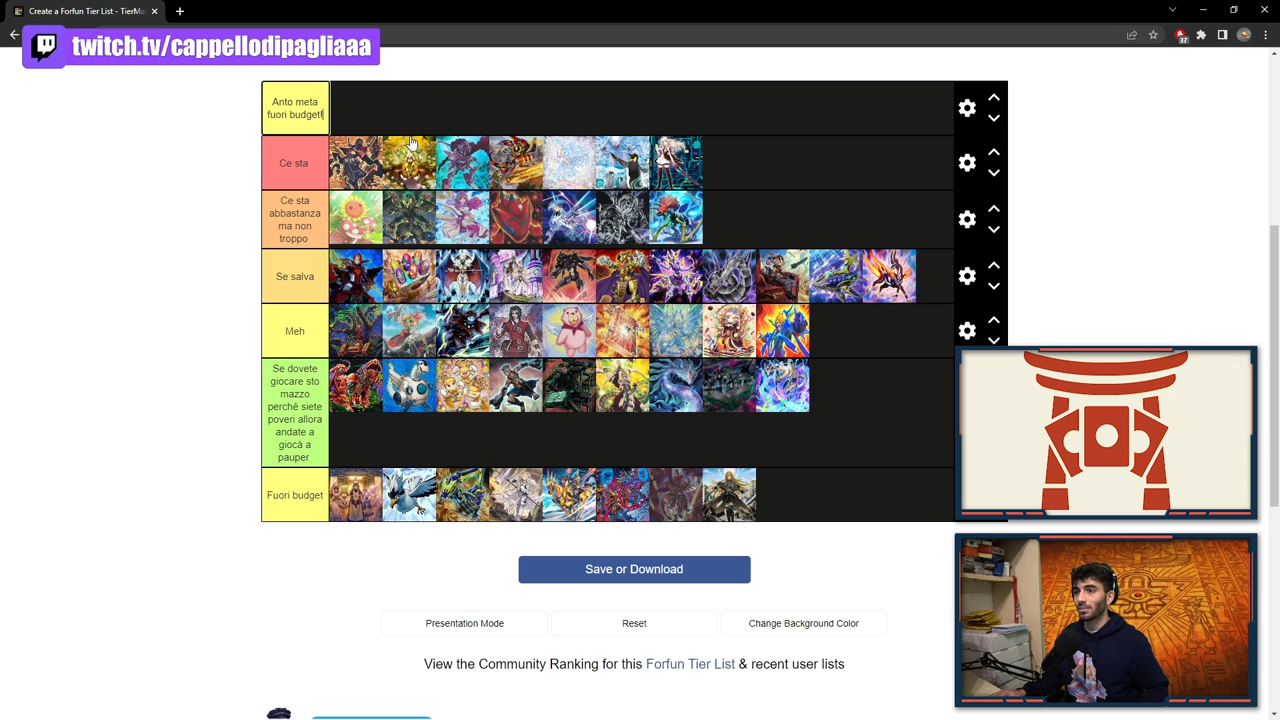 Create a Forfun Tier List - TierMa
twitch.tv/cappellodipagliaaa
37
Anto meta
fuori budget!
Ce sta
Ce sta
abbastanza
ma non
troppo
Se salva
Meh
Se dovete
giocare sto
mazzo
perché siete
poveri allora
andate a
giocà a
pauper
Fuori budget
Save or Download
Presentation Mode
Reset
Change Background Color
View the Community Ranking for this Forfun Tier List & recent user lists